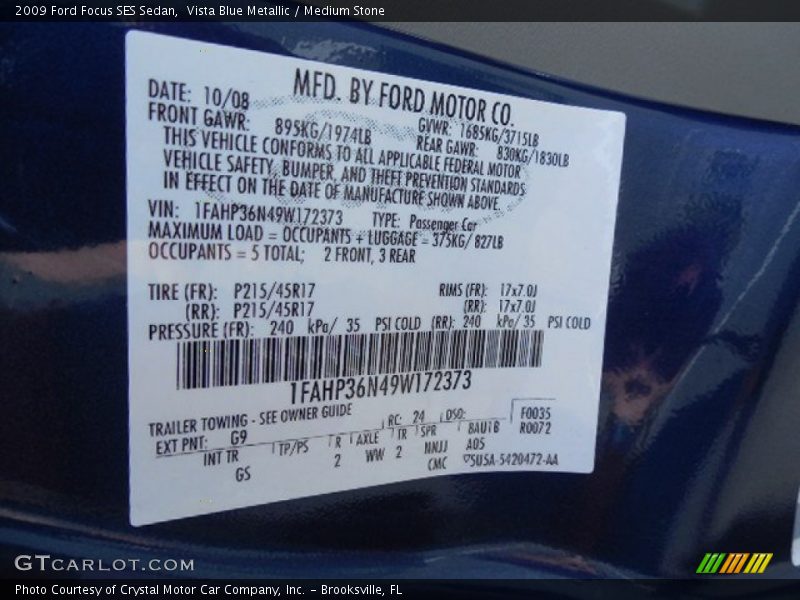 2009 Ford Focus SES Sedan, Vista Blue Metallic / Medium Stone
MFD. BY FORD MOTOR CO.
DATE: 10/08 GVWR: 1685KG/3715LB
FRONT GAWR: 895KG/1974LB REAR GAWR: 830KG/1830LB
THIS VEHICLE CONFORMS TO ALL APPLICABLE FEDERAL MOTOR
VEHICLE SAFETY, BUMPER, AND THEFT PREVENTION STANDARDS
IN EFFECT ON THE DATE OF MANUFACTURE SHOWN ABOVE.
VIN: 1FAHP36N49W172373 TYPE: Passenger Car
MAXIMUM LOAD = OCCUPANTS + LUGGAGE = 375KG/ 827LB
OCCUPANTS = 5 TOTAL; 2 FRONT, 3 REAR
TIRE (FR): P215/45R17 RIMS (FR): 17x7.0J
(RR): P215/45R17 (RR): 17x7.0J
PRESSURE (FR): 240 kPa/ 35 PSI COLD (RR): 240 kPa/ 35 PSI COLD
1FAHP36N49W172373
TRAILER TOWING - SEE OWNER GUIDE RC: 24 DSO: F0035
EXT PNT: G9 R0072
INT TR TP/PS R AXLE TR SPR BAU18
GS 2 WW 2 NNJJ A05
CMC ▽5USA-5420472-AA
GTCARLOT.COM
Photo Courtesy of Crystal Motor Car Company, Inc. - Brooksville, FL